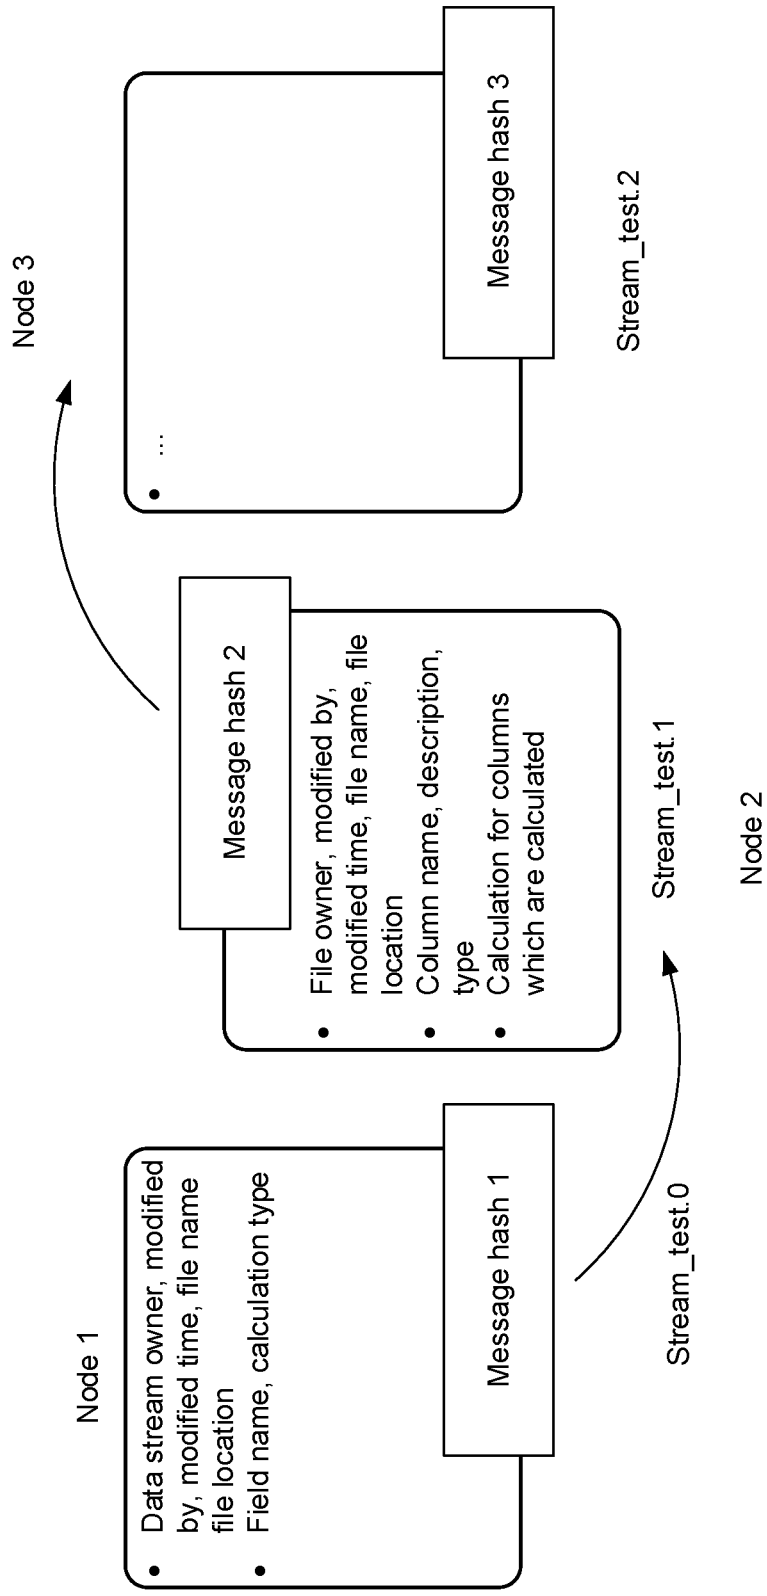 Node 1
Data stream owner, modified
by, modified time, file name
file location
Field name, calculation type
Message hash 1
Stream_test.0
Message hash 2
File owner, modified by,
modified time, file name, file
location
Column name, description,
type
Calculation for columns
which are calculated
Stream_test.1
Node 2
Node 3
...
Message hash 3
Stream_test.2